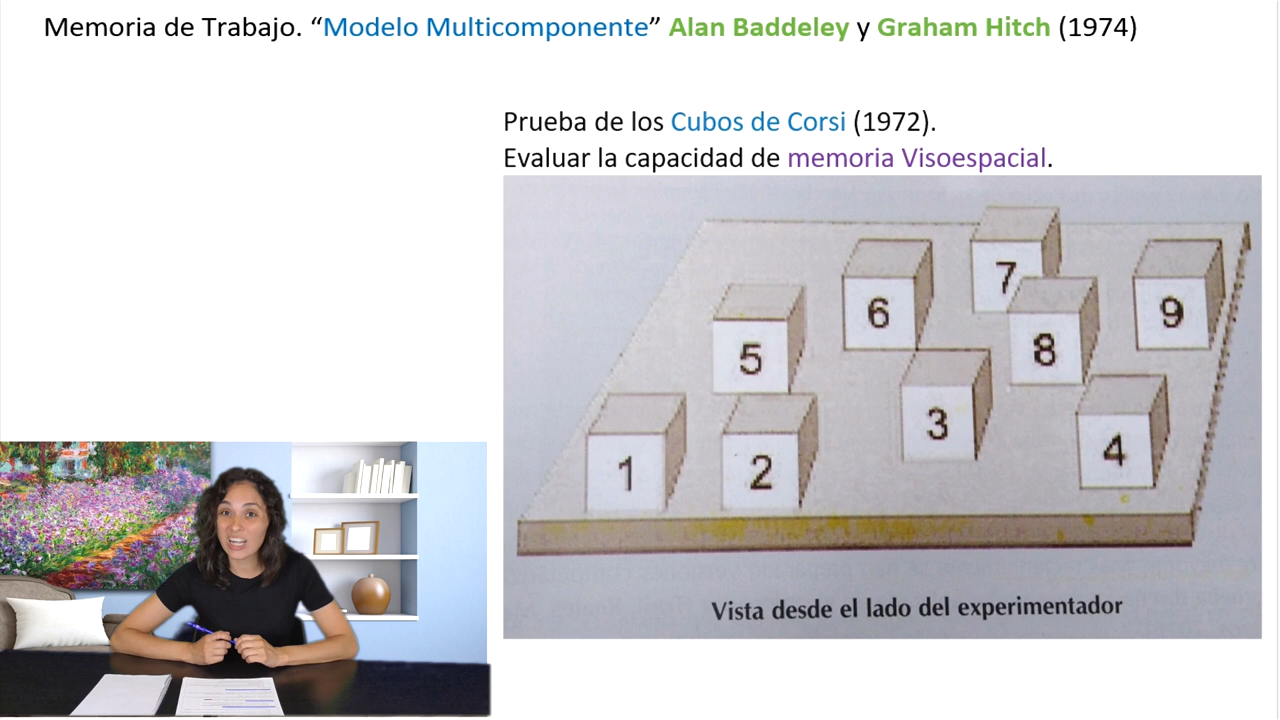 Memoria de Trabajo. “Modelo Multicomponente” Alan Baddeley y Graham Hitch (1974)
Prueba de los Cubos de Corsi (1972).
Evaluar la capacidad de memoria Visoespacial.
7
6
9
5
8
3
4
1
2
Vista desde el lado del experimentador